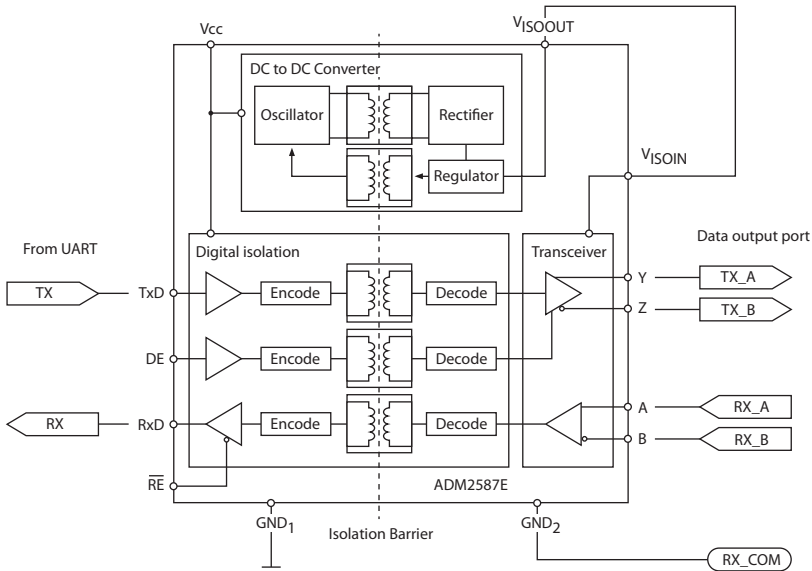 Vcc
VISOOUT
DC to DC Converter
Oscillator
Rectifier
Regulator
VISOIN
From UART
Digital isolation
Transceiver
Data output port
TX
TxD
Encode
Decode
Y
TX_A
Z
TX_B
DE
Encode
Decode
RX
RxD
Encode
Decode
A
RX_A
B
RX_B
RE
ADM2587E
GND1
GND2
Isolation Barrier
RX_COM